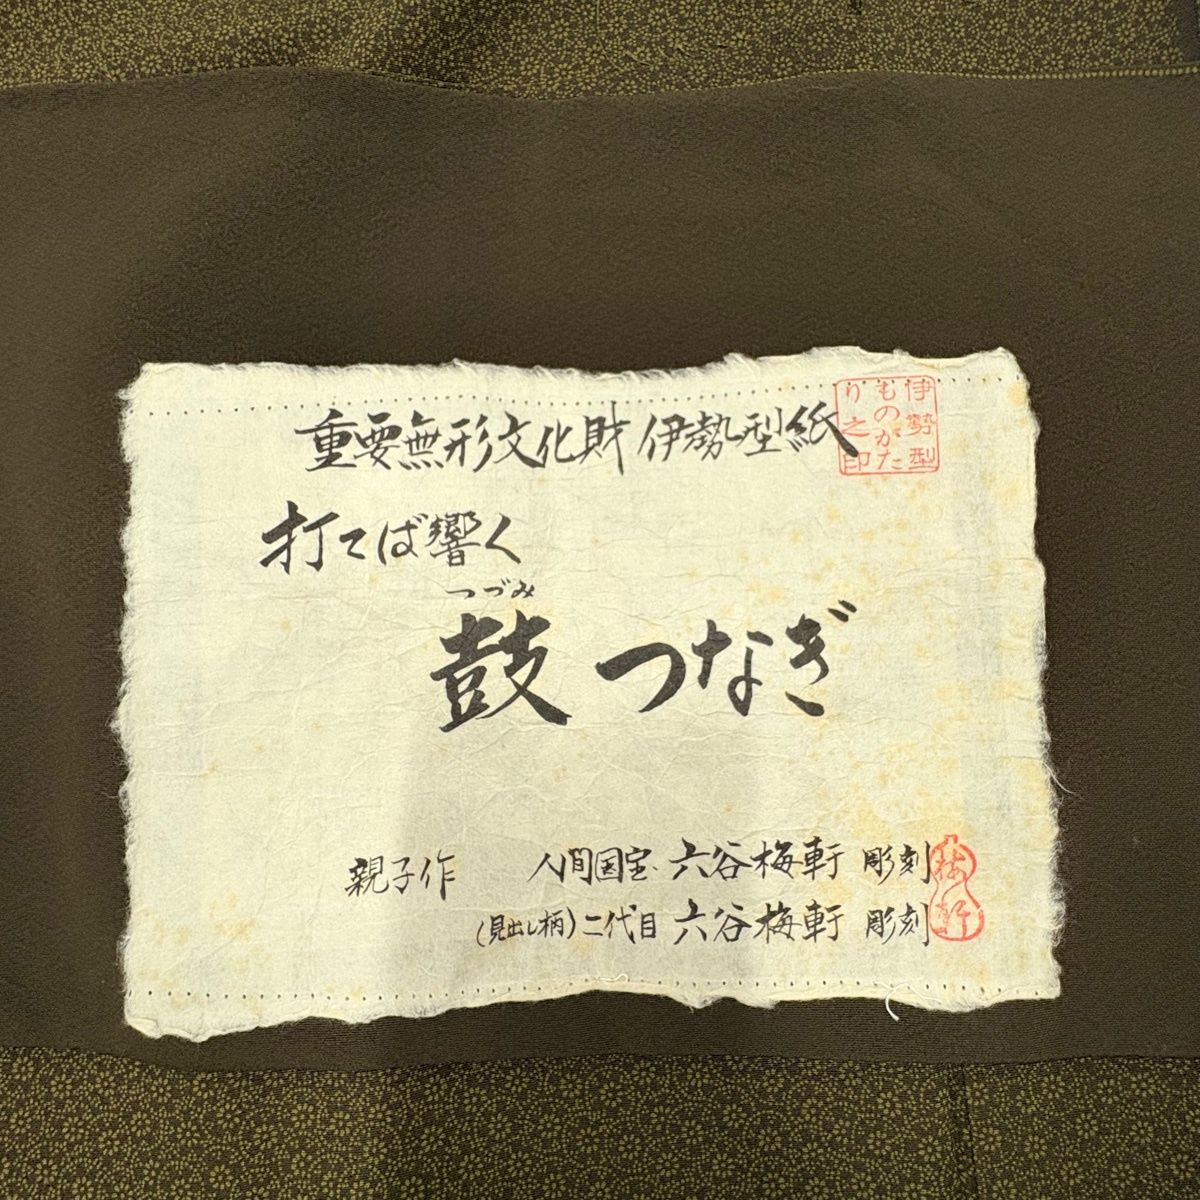 重要無形文化財 伊勢型紙
伊勢型
ものがた
り之印
打てば響く
つづみ
鼓つなぎ
親子作 人間国宝 六谷梅軒 彫刻
(見出し柄)二代目 六谷梅軒 彫刻
梅軒